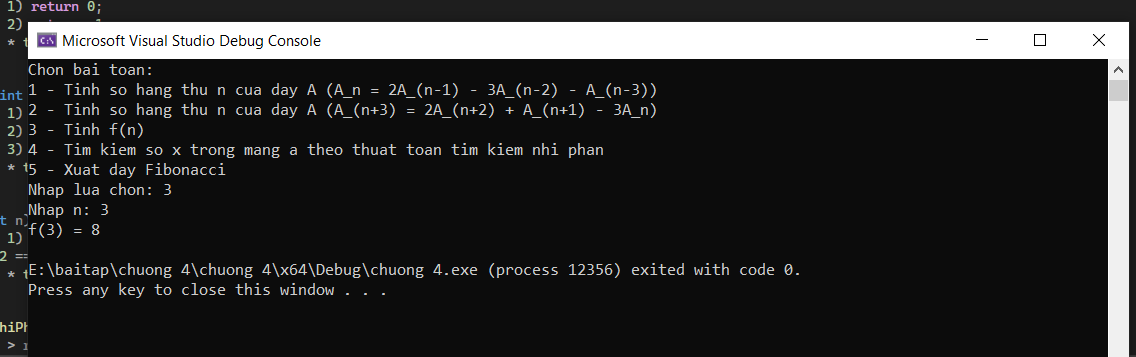 1) return 0;
2)
* t
Microsoft Visual Studio Debug Console
Chon bai toan:
1 - Tinh so hang thu n cua day A (A_n = 2A_(n-1) - 3A_(n-2) - A_(n-3))
int
1)
2 - Tinh so hang thu n cua day A (A_(n+3) = 2A_(n+2) + A_(n+1) - 3A_n)
2)
3 - Tinh f(n)
3)
4 - Tim kiem so x trong mang a theo thuat toan tim kiem nhi phan
* t
5 - Xuat day Fibonacci
Nhap lua chon: 3
Nhap n: 3
t n)
f(3) = 8
1)
2 ==
E:\baitap\chuong 4\chuong 4\x64\Debug\chuong 4.exe (process 12356) exited with code 0.
* t
Press any key to close this window . . .
hiPh
> r